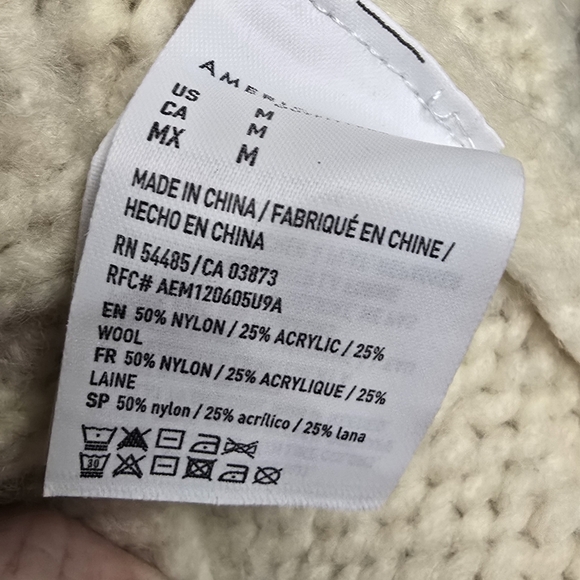 US M
CA M
MX M
MADE IN CHINA / FABRIQUÉ EN CHINE /
HECHO EN CHINA
RN 54485 / CA 03873
RFC# AEM120605U9A
EN 50% NYLON / 25% ACRYLIC / 25%
WOOL
FR 50% NYLON / 25% ACRYLIQUE / 25%
LAINE
SP 50% nylon / 25% acrílico / 25% lana
30